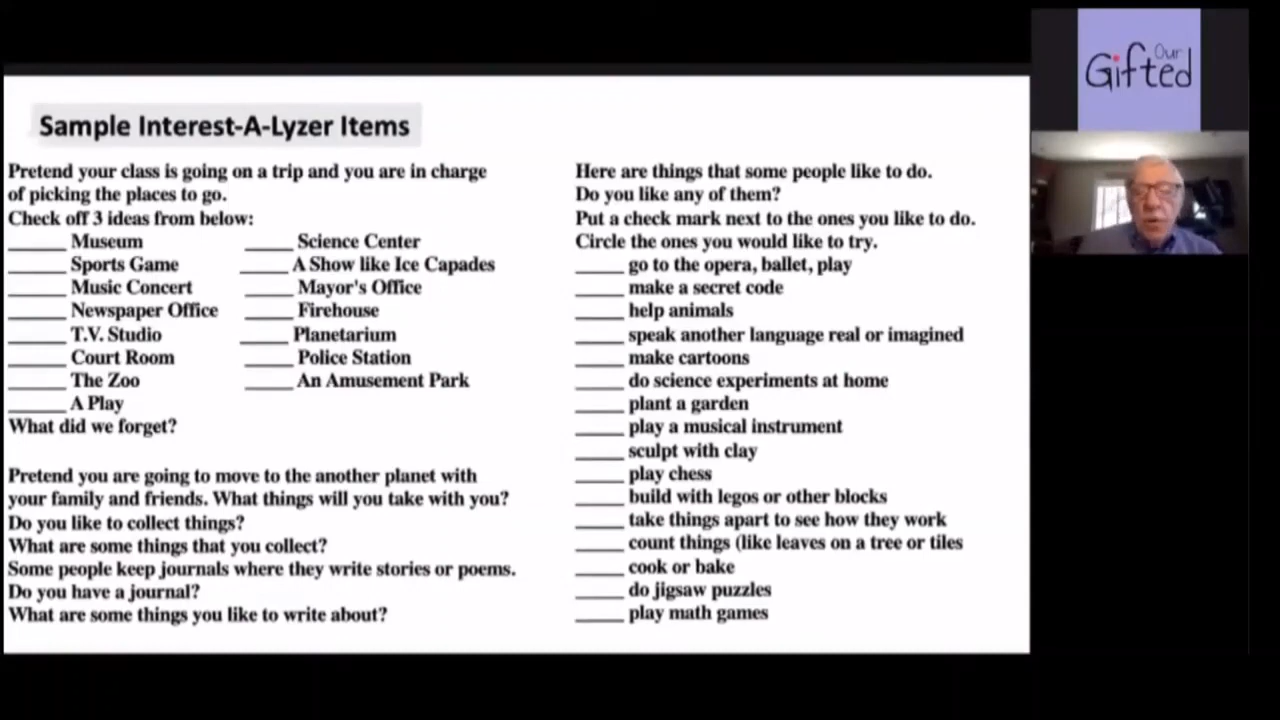 Sample Interest-A-Lyzer Items
Pretend your class is going on a trip and you are in charge
of picking the places to go.
Check off 3 ideas from below:
______ Museum
______ Sports Game
______ Music Concert
______ Newspaper Office
______ T.V. Studio
______ Court Room
______ The Zoo
______ A Play
_____ Science Center
_____ A Show like Ice Capades
_____ Mayor's Office
_____ Firehouse
_____ Planetarium
_____ Police Station
_____ An Amusement Park
What did we forget?
Pretend you are going to move to the another planet with
your family and friends. What things will you take with you?
Do you like to collect things?
What are some things that you collect?
Some people keep journals where they write stories or poems.
Do you have a journal?
What are some things you like to write about?
Here are things that some people like to do.
Do you like any of them?
Put a check mark next to the ones you like to do.
Circle the ones you would like to try.
_____ go to the opera, ballet, play
_____ make a secret code
_____ help animals
_____ speak another language real or imagined
_____ make cartoons
_____ do science experiments at home
_____ plant a garden
_____ play a musical instrument
_____ sculpt with clay
_____ play chess
_____ build with legos or other blocks
_____ take things apart to see how they work
_____ count things (like leaves on a tree or tiles
_____ cook or bake
_____ do jigsaw puzzles
_____ play math games
Our
Gifted